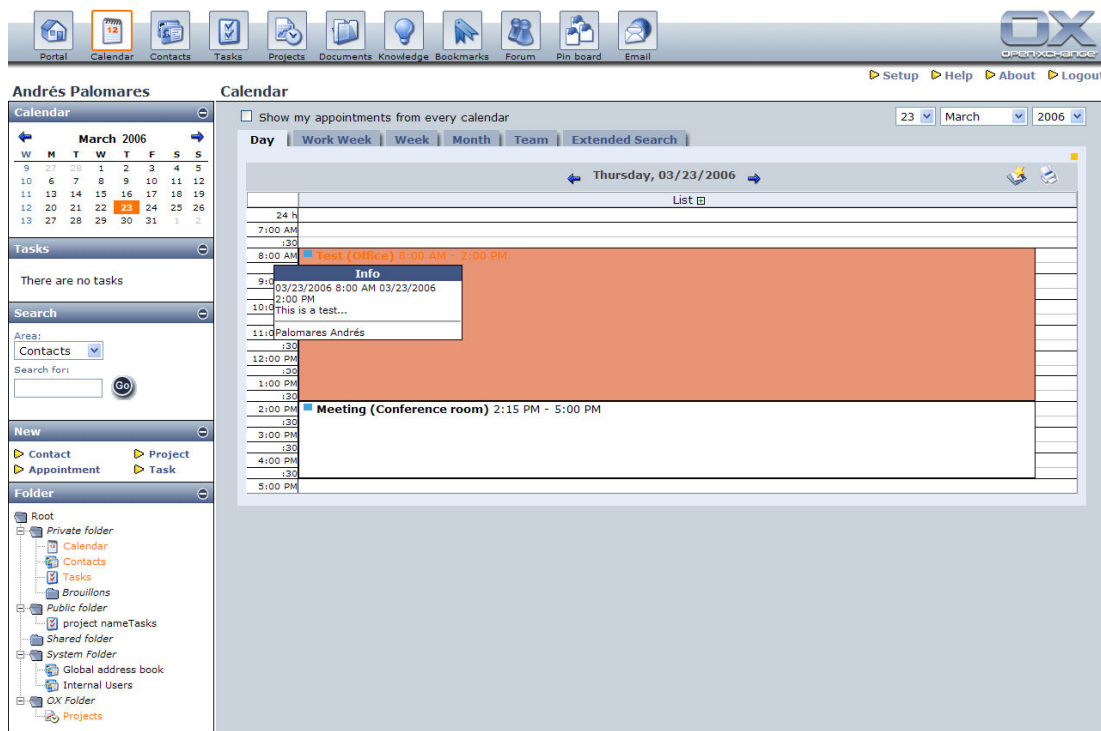 Portal Calendar Contacts Tasks Projects Documents Knowledge Bookmarks Forum Pin board Email
OX
OPEN XCHANGE
Setup Help About Logout
Andrés Palomares
Calendar
Calendar
March 2006
W M T W T F S S
9 27 28 1 2 3 4 5
10 6 7 8 9 10 11 12
11 13 14 15 16 17 18 19
12 20 21 22 23 24 25 26
13 27 28 29 30 31 1 2
Tasks
There are no tasks
Search
Area:
Contacts
Search for:
Go
New
Contact Project
Appointment Task
Folder
Root
Private folder
Calendar
Contacts
Tasks
Brouillons
Public folder
project nameTasks
Shared folder
System Folder
Global address book
Internal Users
OX Folder
Projects
Show my appointments from every calendar
23 March 2006
Day Work Week Week Month Team Extended Search
Thursday, 03/23/2006
List
24 h
7:00 AM
:30
8:00 AM Test (Office) 8:00 AM - 2:00 PM
Info
9:0
03/23/2006 8:00 AM 03/23/2006
2:00 PM
10:0
This is a test...
11:0
Palomares Andrés
:30
12:00 PM
:30
1:00 PM
:30
2:00 PM Meeting (Conference room) 2:15 PM - 5:00 PM
:30
3:00 PM
:30
4:00 PM
:30
5:00 PM